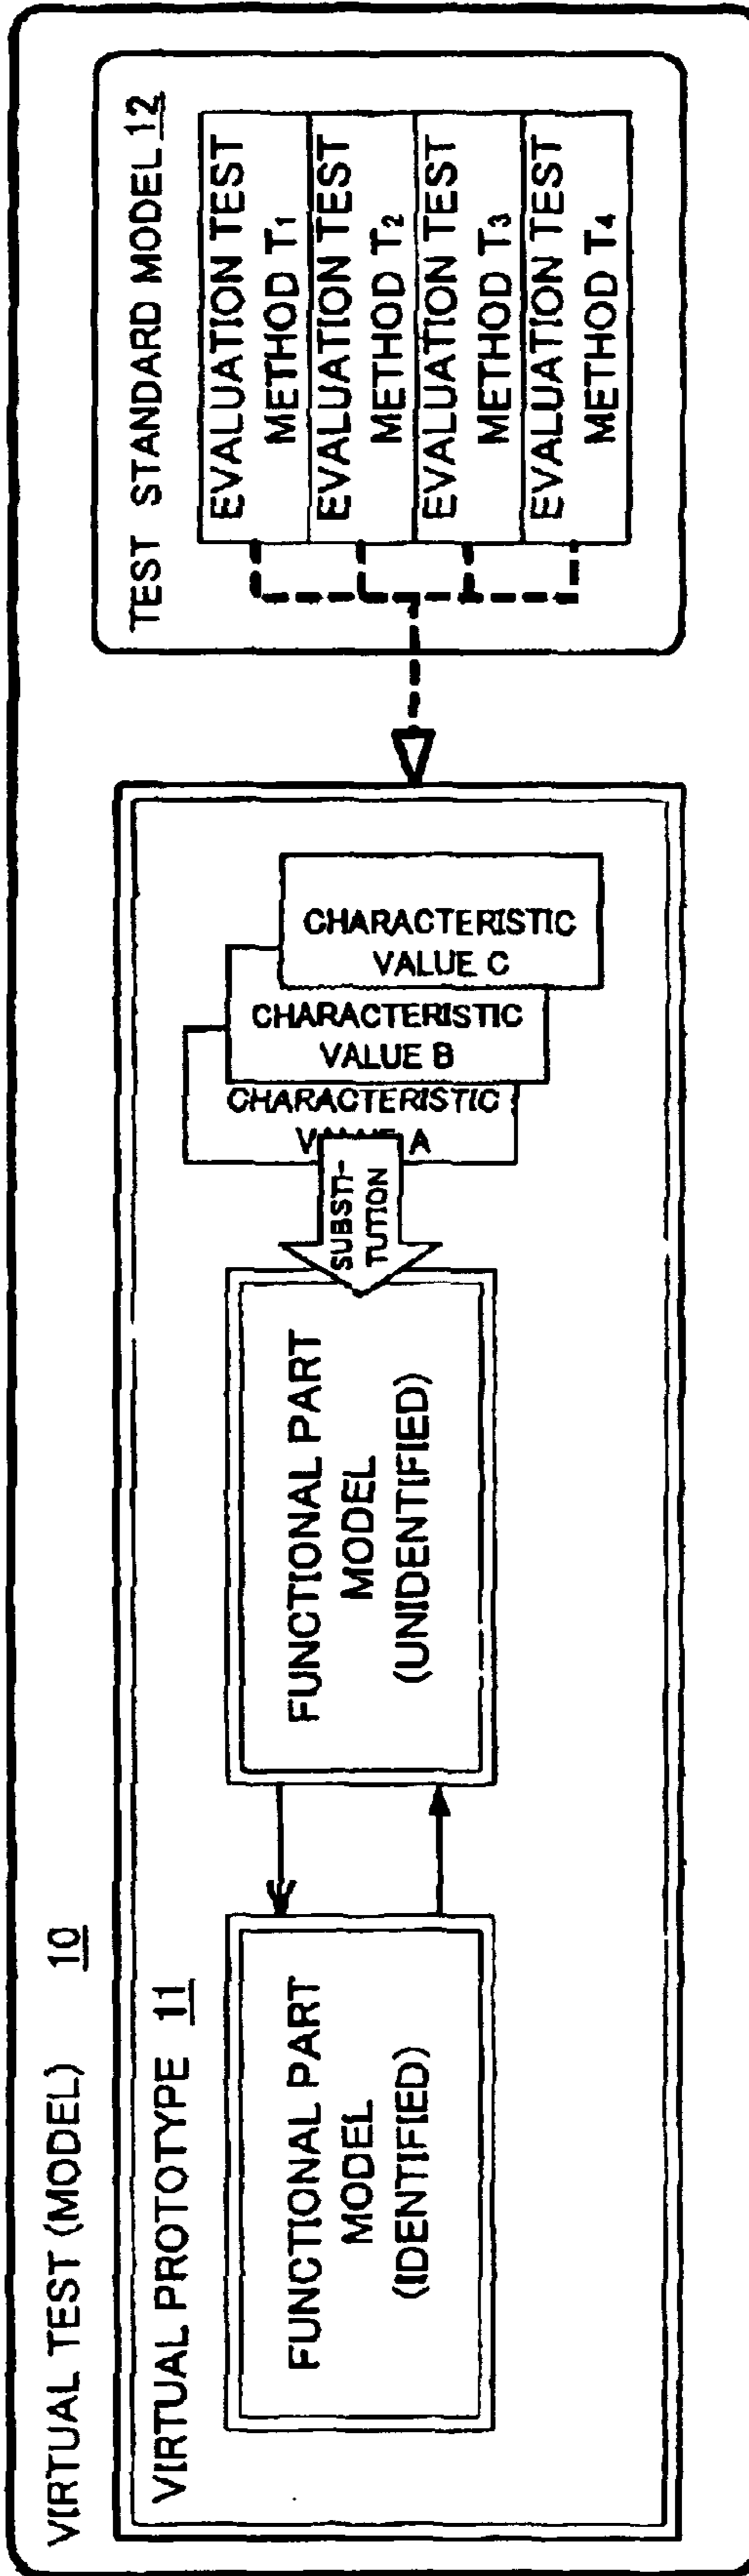 VIRTUAL TEST (MODEL) 10
VIRTUAL PROTOTYPE 11
FUNCTIONAL PART
MODEL
(IDENTIFIED)
FUNCTIONAL PART
MODEL
(UNIDENTIFIED)
SUBSTI-
TUTION
CHARACTERISTIC
A
CHARACTERISTIC
VALUE B
CHARACTERISTIC
VALUE C
TEST STANDARD MODEL 12
EVALUATION TEST
METHOD T1
EVALUATION TEST
METHOD T2
EVALUATION TEST
METHOD T3
EVALUATION TEST
METHOD T4